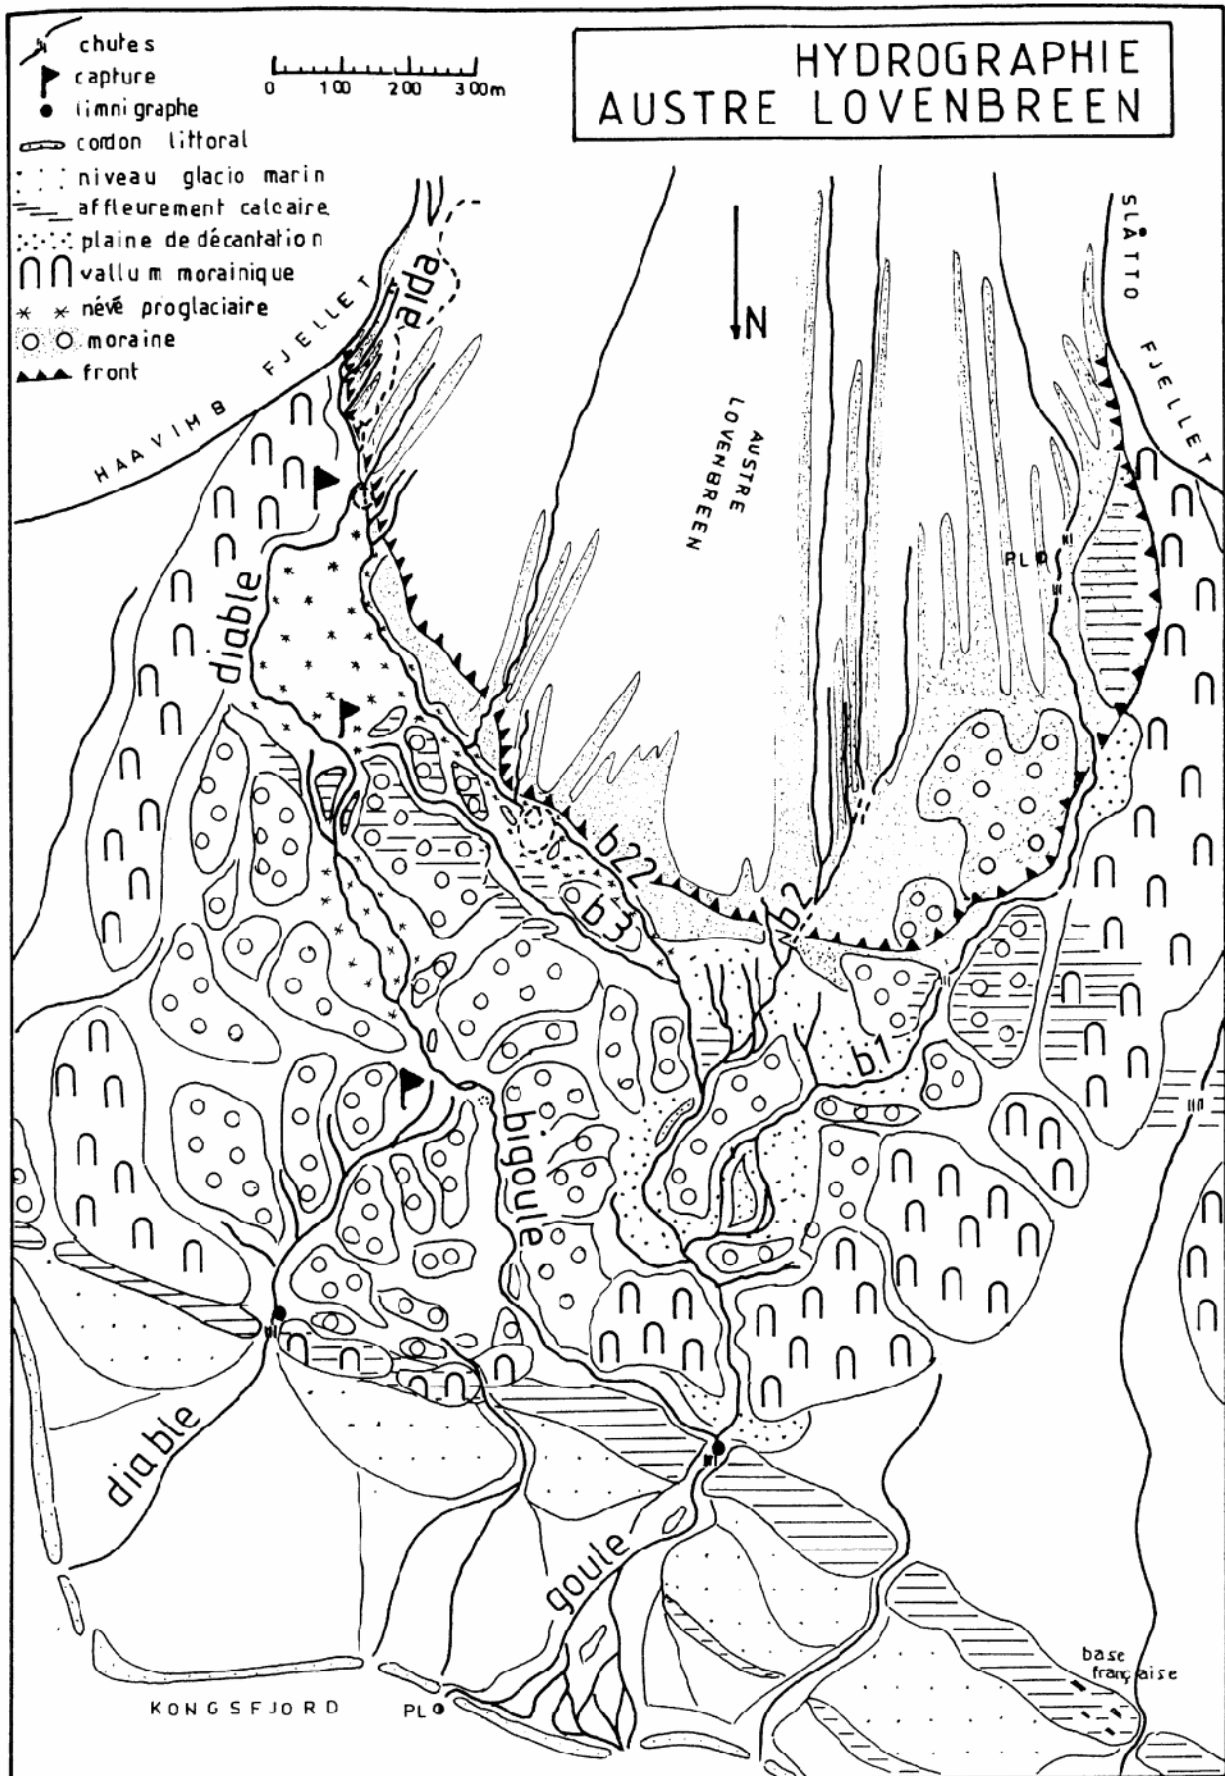 HYDROGRAPHIE
AUSTRE LOVENBREEN
chutes
capture
limnigraphe
cordon littoral
niveau glacio marin
affleurement calcaire
plaine de décantation
vallum morainique
névé proglaciaire
moraine
front
0 100 200 300m
HAAVIMB FJELLET
aida
N
SLÅTTO FJELLET
AUSTRE
LOVENBREEN
PL
diable
b22
b3
b2
b1
bigoule
diable
goule
base
française
KONGSFJORD
PL